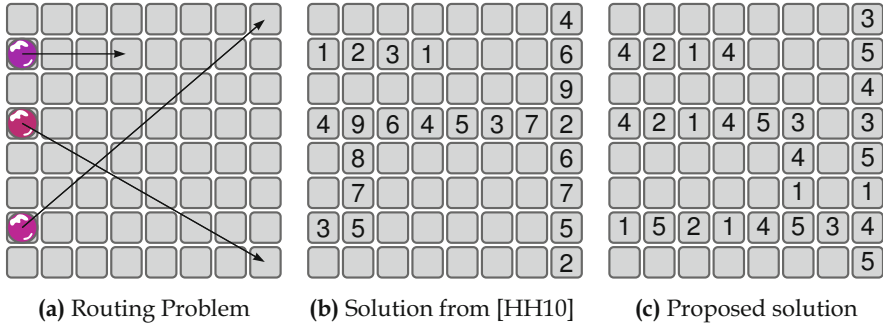 4 3
1 2 3 1 6 4 2 1 4 5
9 4
4 9 6 4 5 3 7 2 4 2 1 4 5 3 3
8 6 4 5
7 7 1 1
3 5 5 1 5 2 1 4 5 3 4
2 5
(a) Routing Problem (b) Solution from [HH10] (c) Proposed solution